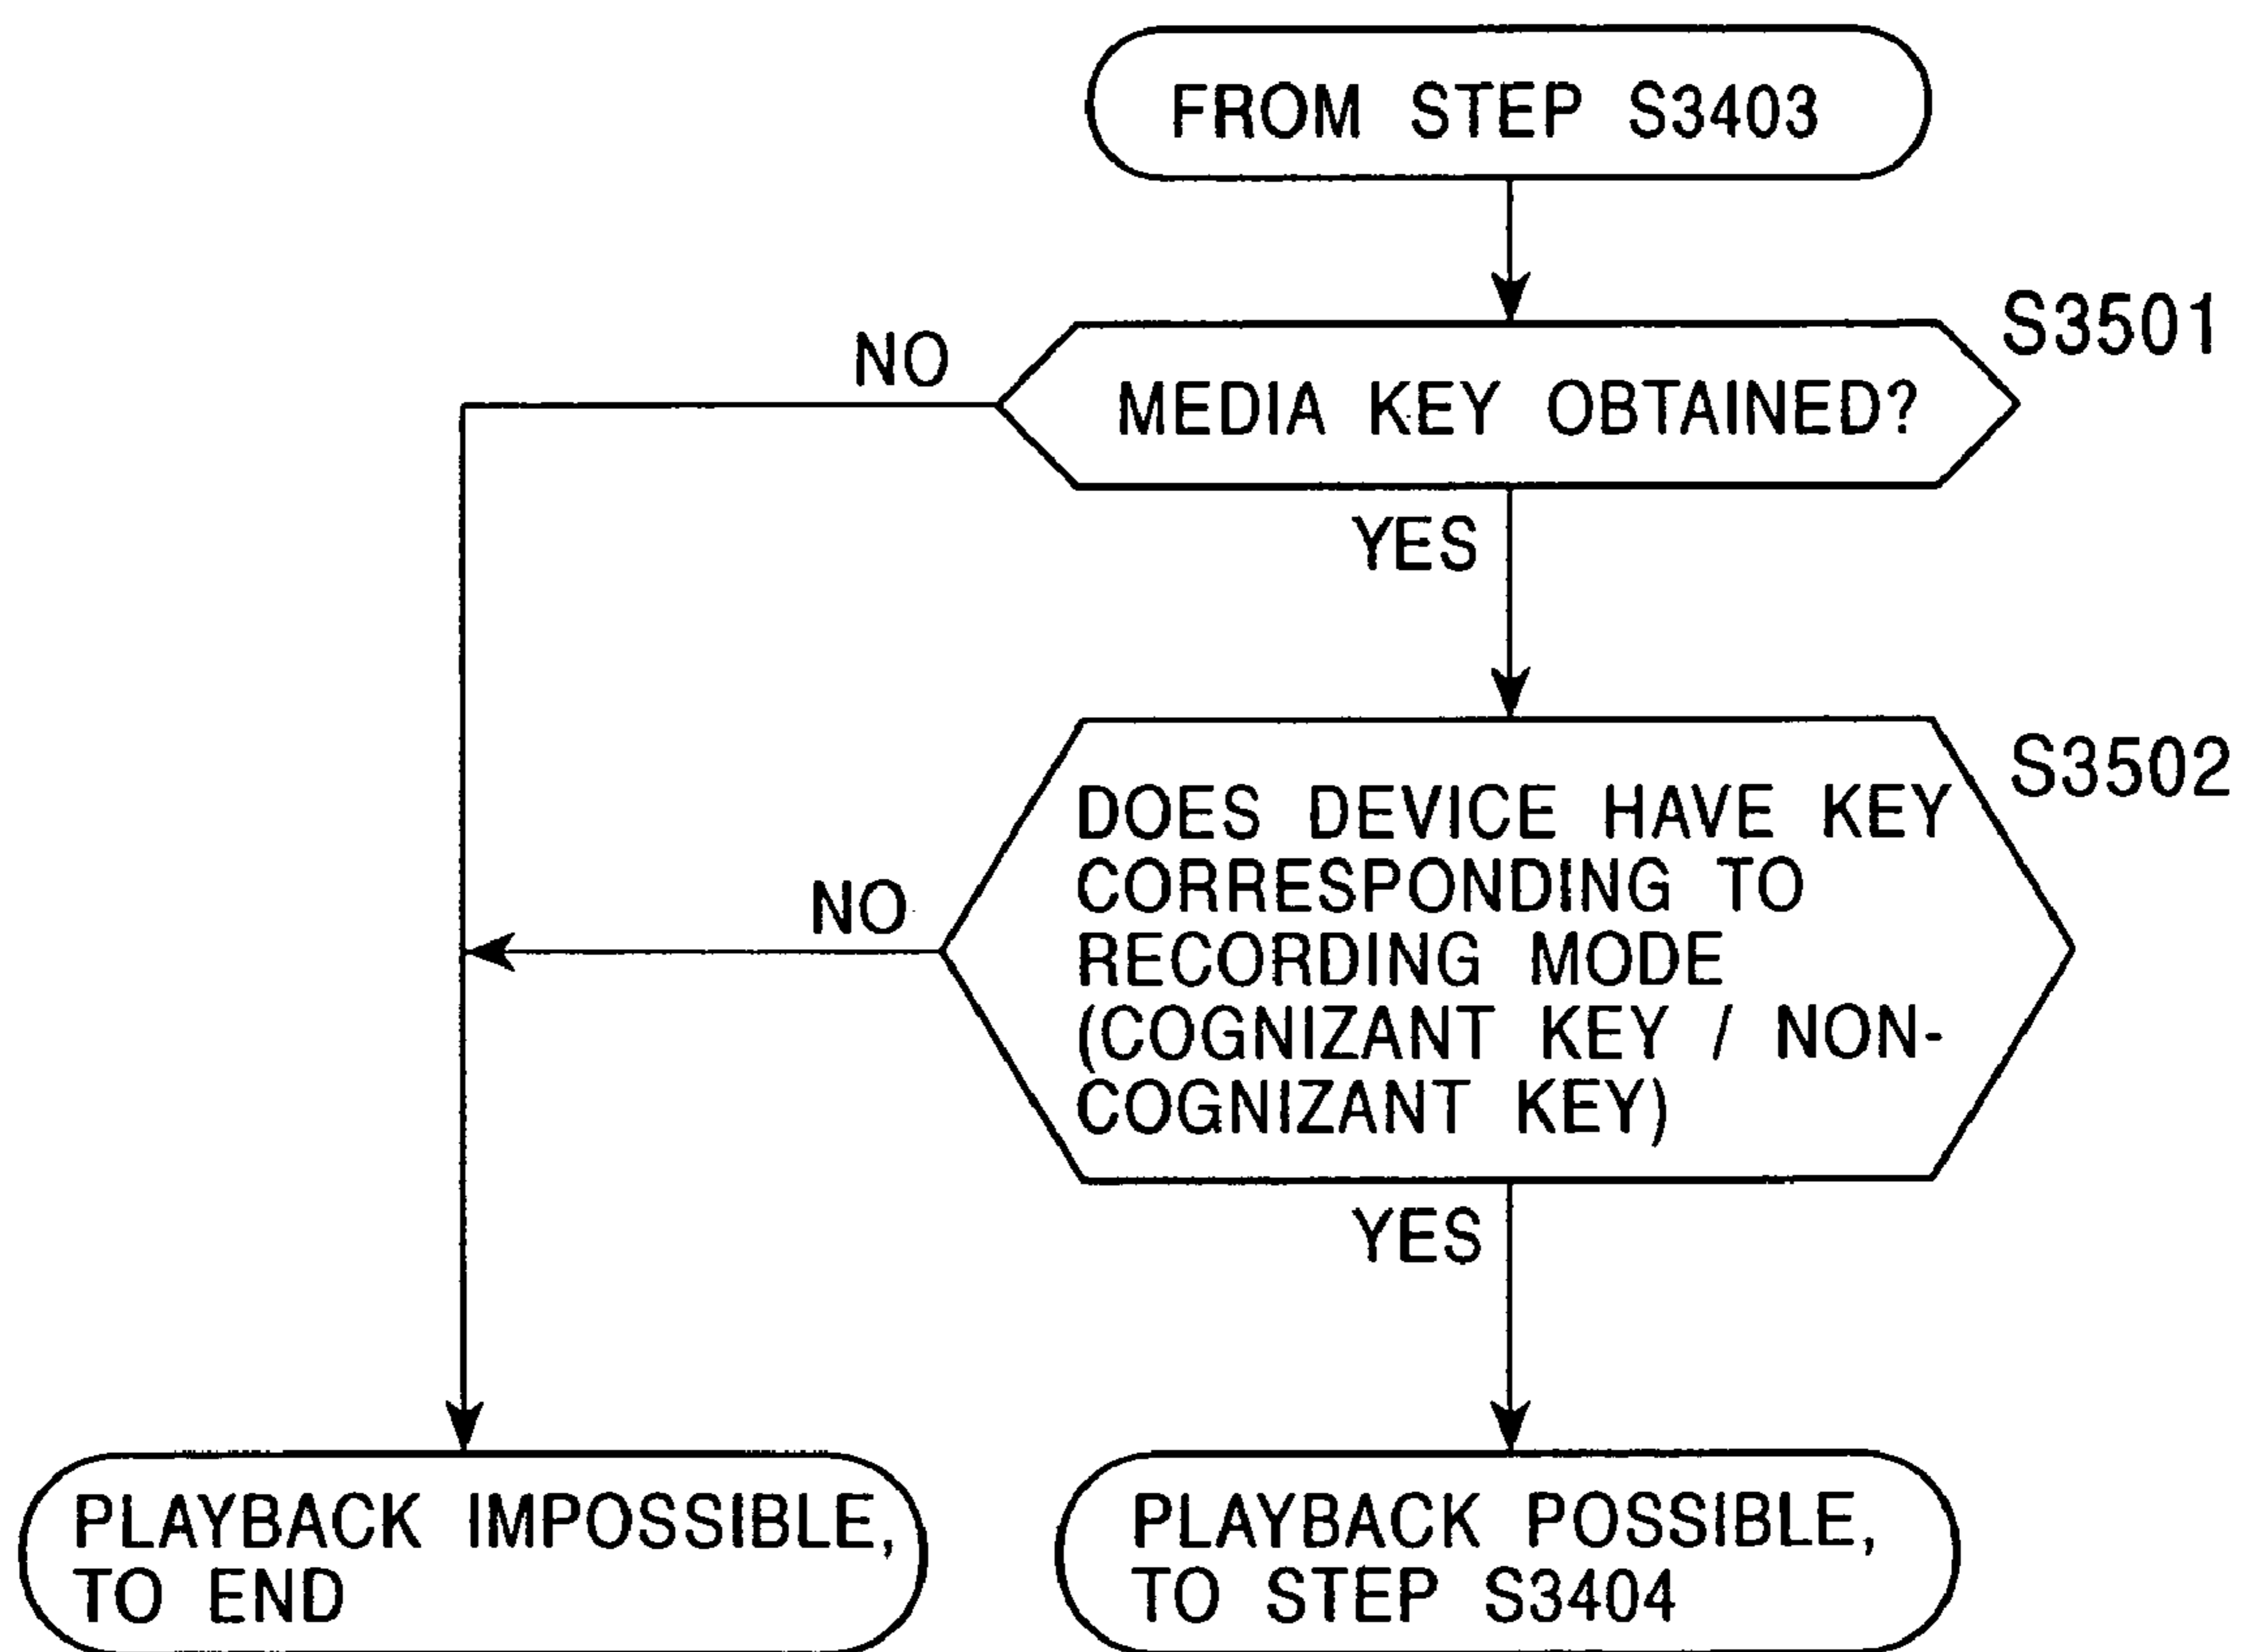 FROM STEP S3403
S3501
NO
MEDIA KEY OBTAINED?
YES
S3502
DOES DEVICE HAVE KEY
CORRESPONDING TO
NO
RECORDING MODE
(COGNIZANT KEY / NON-
COGNIZANT KEY)
YES
PLAYBACK IMPOSSIBLE,
TO END
PLAYBACK POSSIBLE,
TO STEP S3404